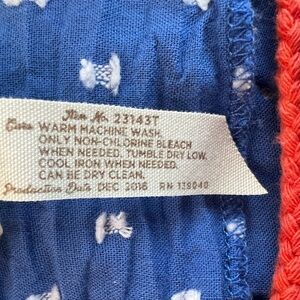 Item No. 23143T
Care WARM MACHINE WASH.
ONLY NON-CHLORINE BLEACH
WHEN NEEDED. TUMBLE DRY LOW.
COOL IRON WHEN NEEDED.
CAN BE DRY CLEAN.
Production Date DEC 2016 RN 139040